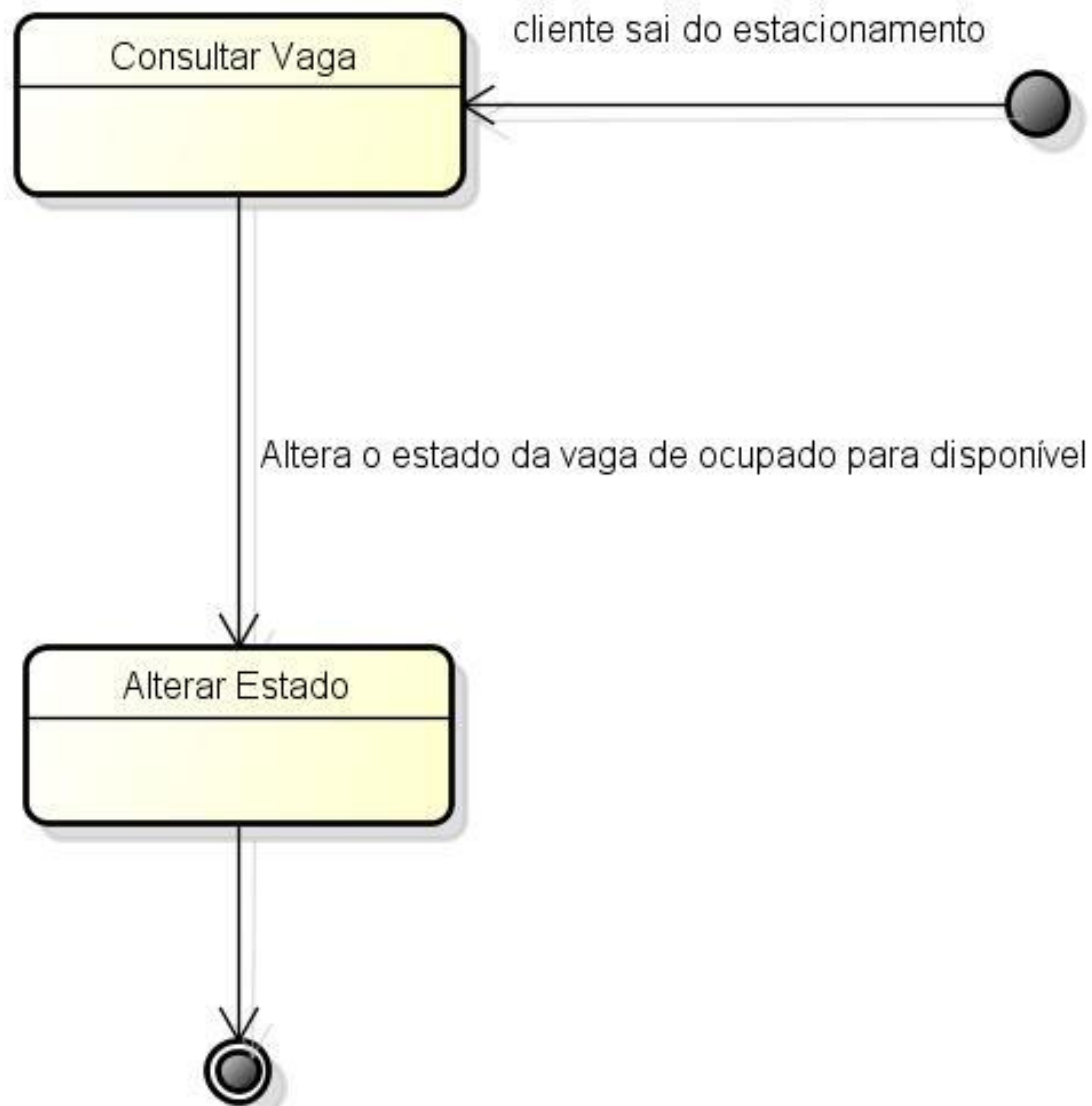 cliente sai do estacionamento
Consultar Vaga
Altera o estado da vaga de ocupado para disponível
Alterar Estado